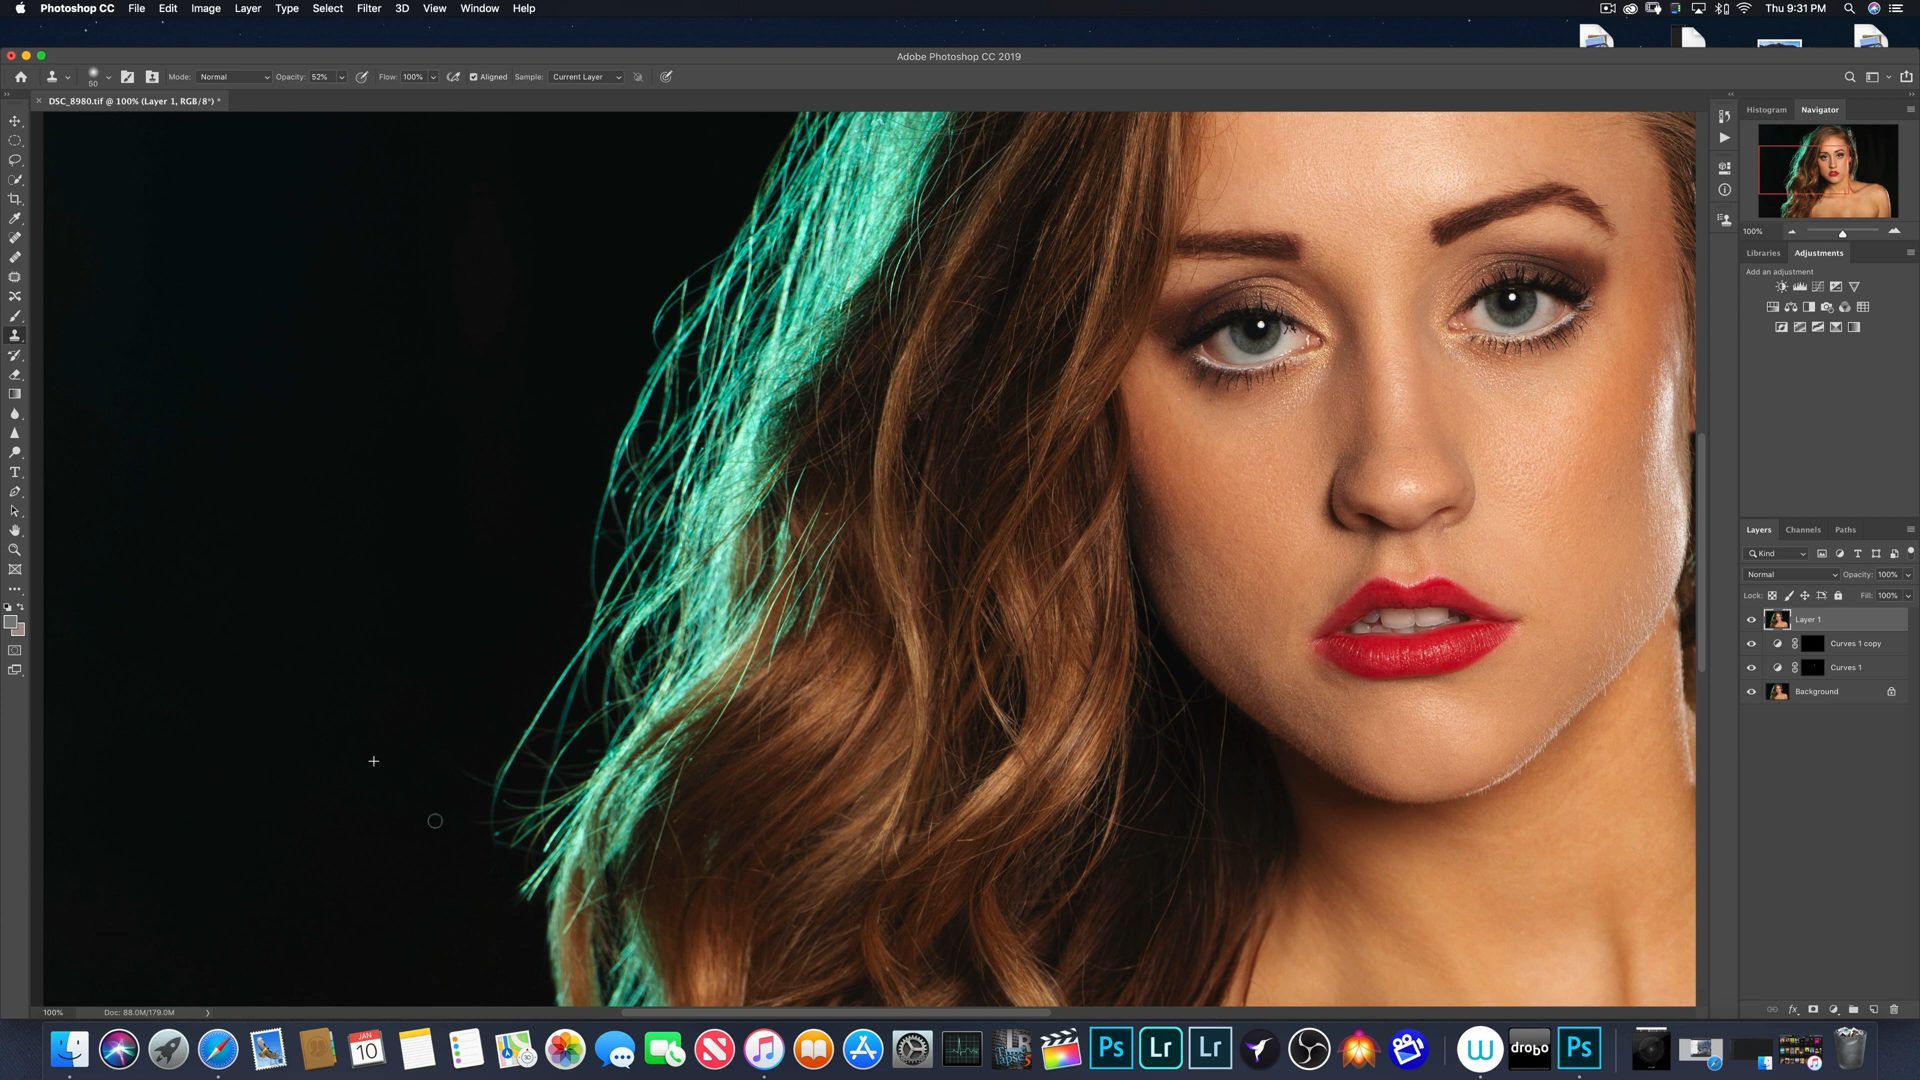 Photoshop CC File Edit Image Layer Type Select Filter 3D View Window Help Thu 9:31 PM
Adobe Photoshop CC 2019
50 Mode: Normal Opacity: 52% Flow: 100% Aligned Sample: Current Layer
DSC_8980.tif @ 100% (Layer 1, RGB/8*) *
Histogram Navigator
100%
Libraries Adjustments
Add an adjustment
Layers Channels Paths
Kind
Normal Opacity: 100%
Lock: Fill: 100%
Layer 1
Curves 1 copy
Curves 1
Background
100% Doc: 88.0M/179.0M
JAN
10
Ps Lr Lr drobo Ps